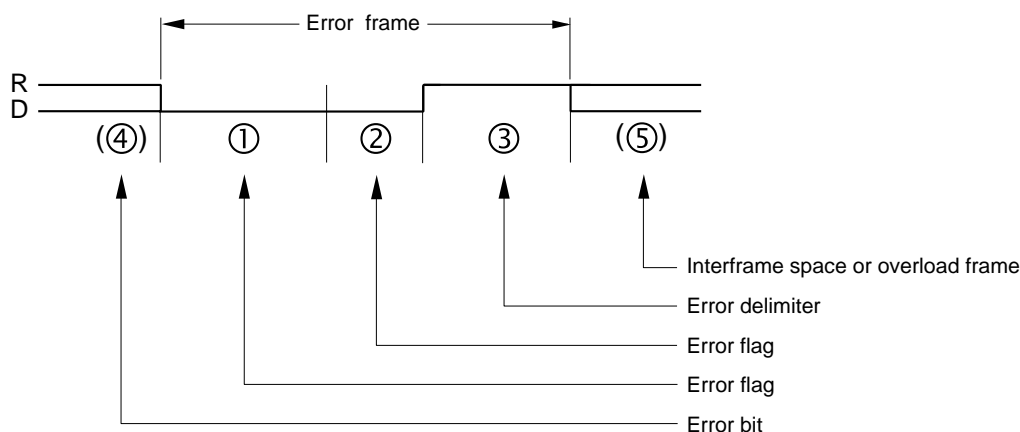 Error frame
R
D
(④) ① ② ③ (⑤)
Interframe space or overload frame
Error delimiter
Error flag
Error flag
Error bit